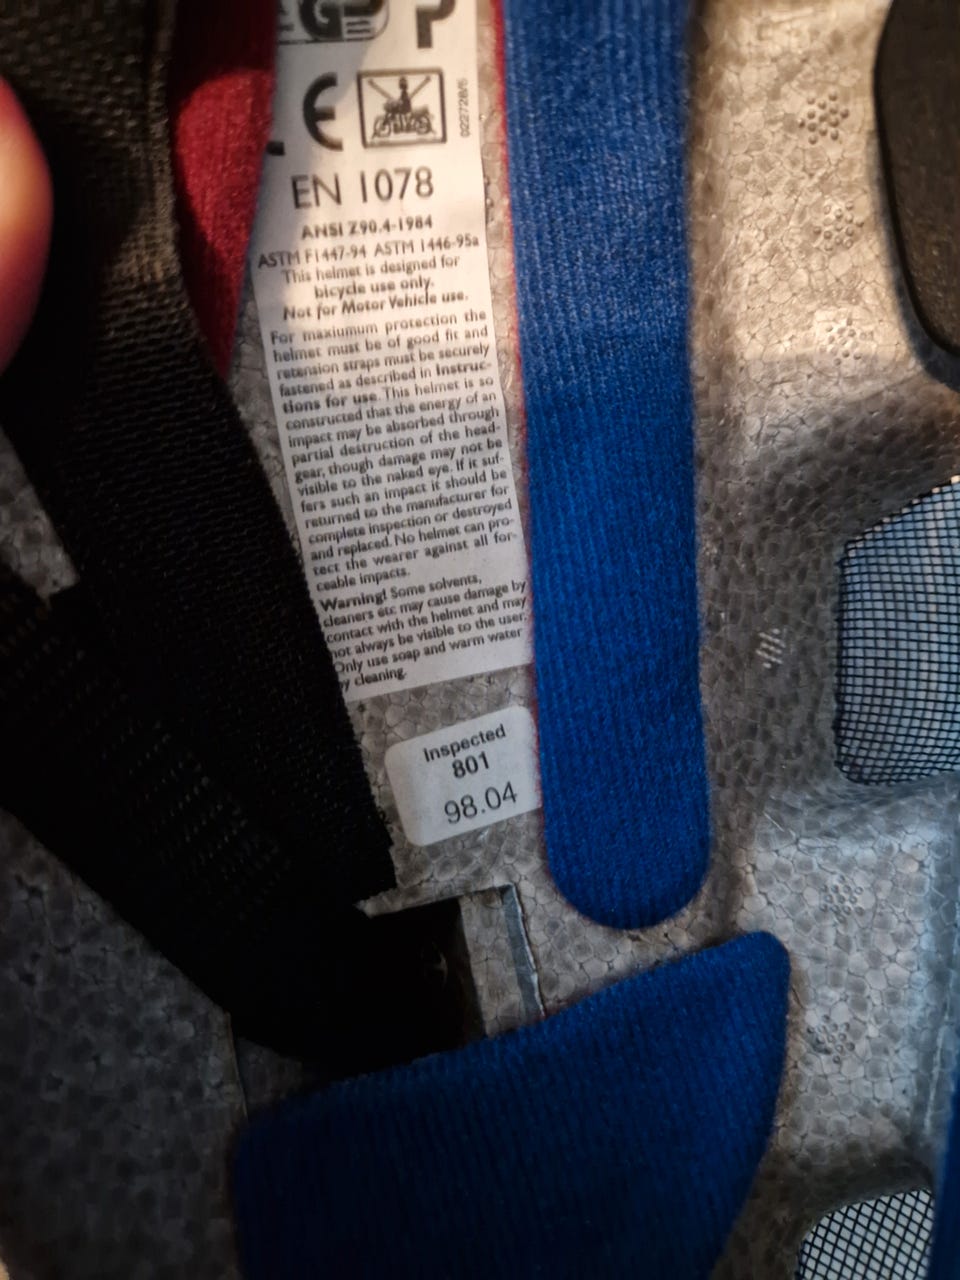 CE
022728/5
EN 1078
ANSI Z90.4-1984
ASTM F1447-94 ASTM 1446-95a
This helmet is designed for
bicycle use only.
Not for Motor Vehicle use.
For maxiumum protection the
helmet must be of good fit and
retension straps must be securely
fastened as described in Instruc-
tions for use. This helmet is so
constructed that the energy of an
impact may be absorbed through
partial destruction of the head-
gear, though damage may not be
visible to the naked eye. If it suf-
fers such an impact it should be
returned to the manufacturer for
complete inspection or destroyed
and replaced. No helmet can pro-
tect the wearer against all for-
ceable impacts.
Warning! Some solvents,
cleaners etc may cause damage by
contact with the helmet and may
not always be visible to the user.
Only use soap and warm water
by cleaning.
Inspected
801
98.04